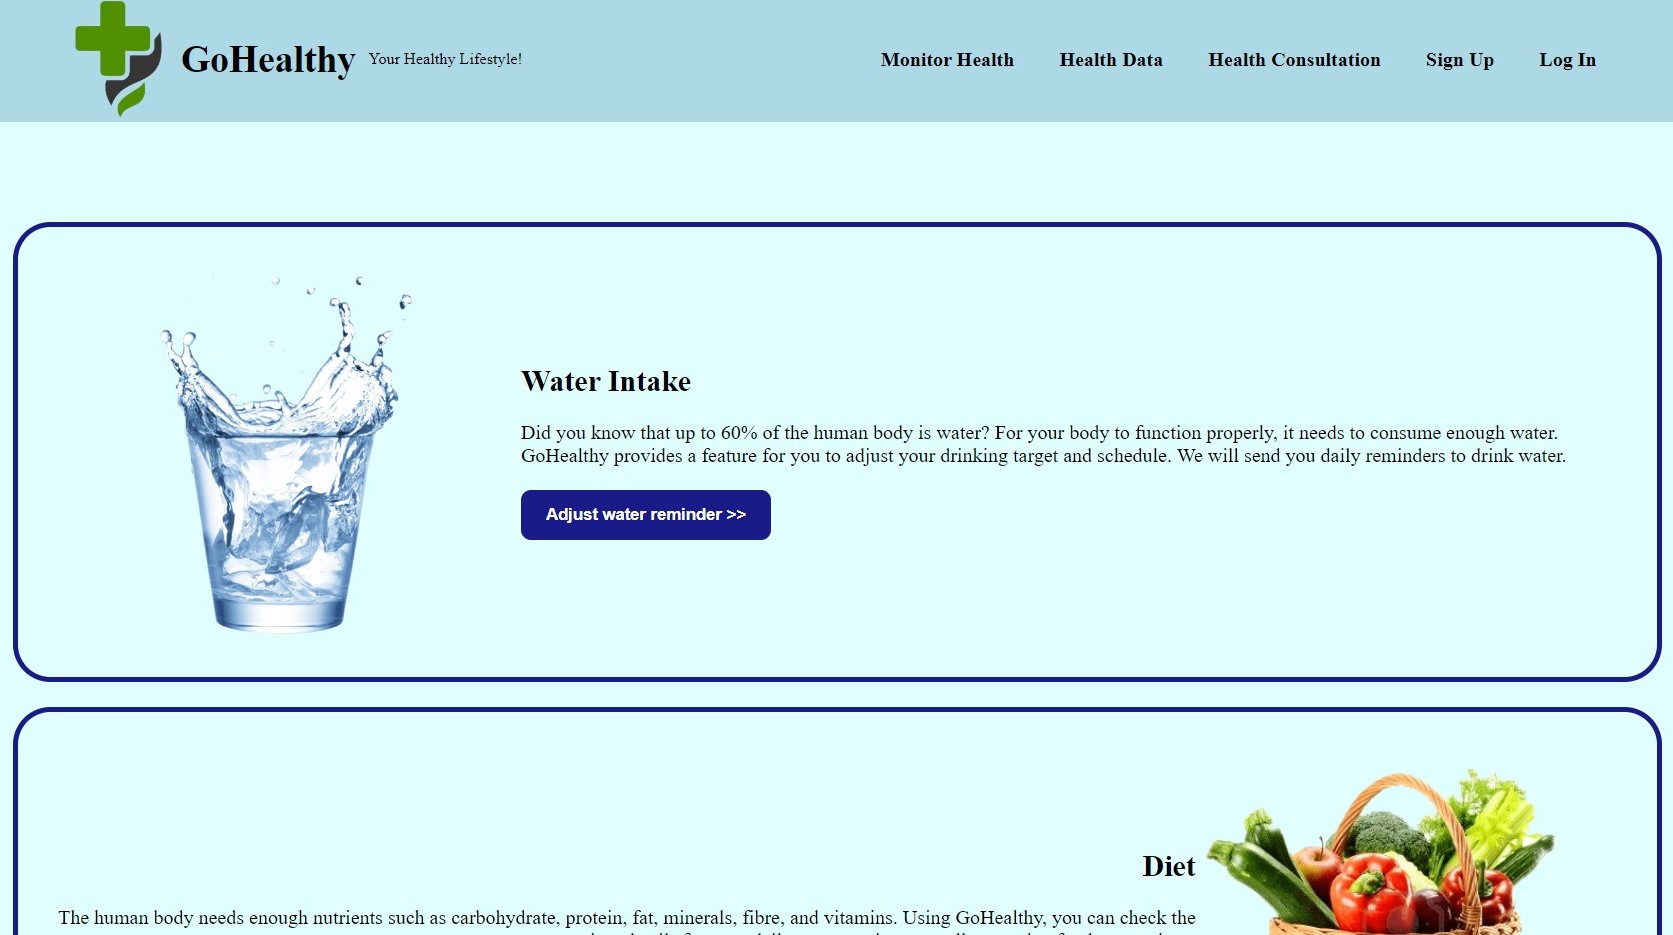 GoHealthy
Your Healthy Lifestyle!
Monitor Health
Health Data
Health Consultation
Sign Up
Log In
Water Intake
Did you know that up to 60% of the human body is water? For your body to function properly, it needs to consume enough water.
GoHealthy provides a feature for you to adjust your drinking target and schedule. We will send you daily reminders to drink water.
Adjust water reminder >>
Diet
The human body needs enough nutrients such as carbohydrate, protein, fat, minerals, fibre, and vitamins. Using GoHealthy, you can check the